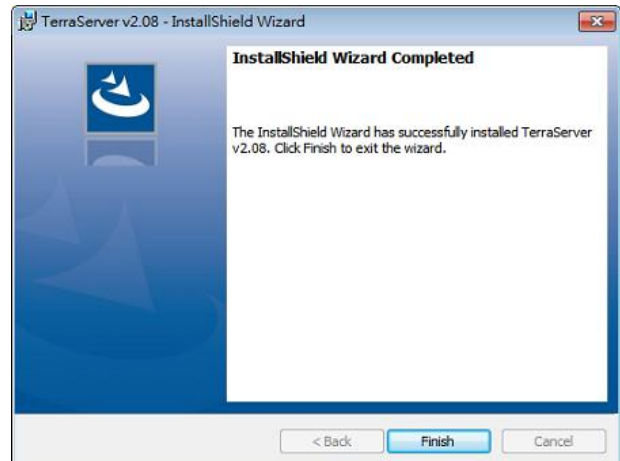 TerraServer v2.08 - InstallShield Wizard
InstallShield Wizard Completed
The InstallShield Wizard has successfully installed TerraServer
v2.08. Click Finish to exit the wizard.
< Back Finish Cancel